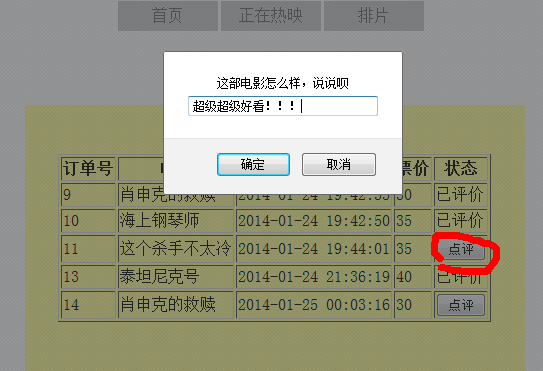 首页 正在热映 排片
这部电影怎么样，说说呗
超级超级好看！！！
确定 取消
订单号 票价 状态
9 肖申克的救赎 2014-01-24 19:42:35 30 已评价
10 海上钢琴师 2014-01-24 19:42:50 35 已评价
11 这个杀手不太冷 2014-01-24 19:44:01 35 点评
13 泰坦尼克号 2014-01-24 21:36:19 40 已评价
14 肖申克的救赎 2014-01-25 00:03:16 30 点评